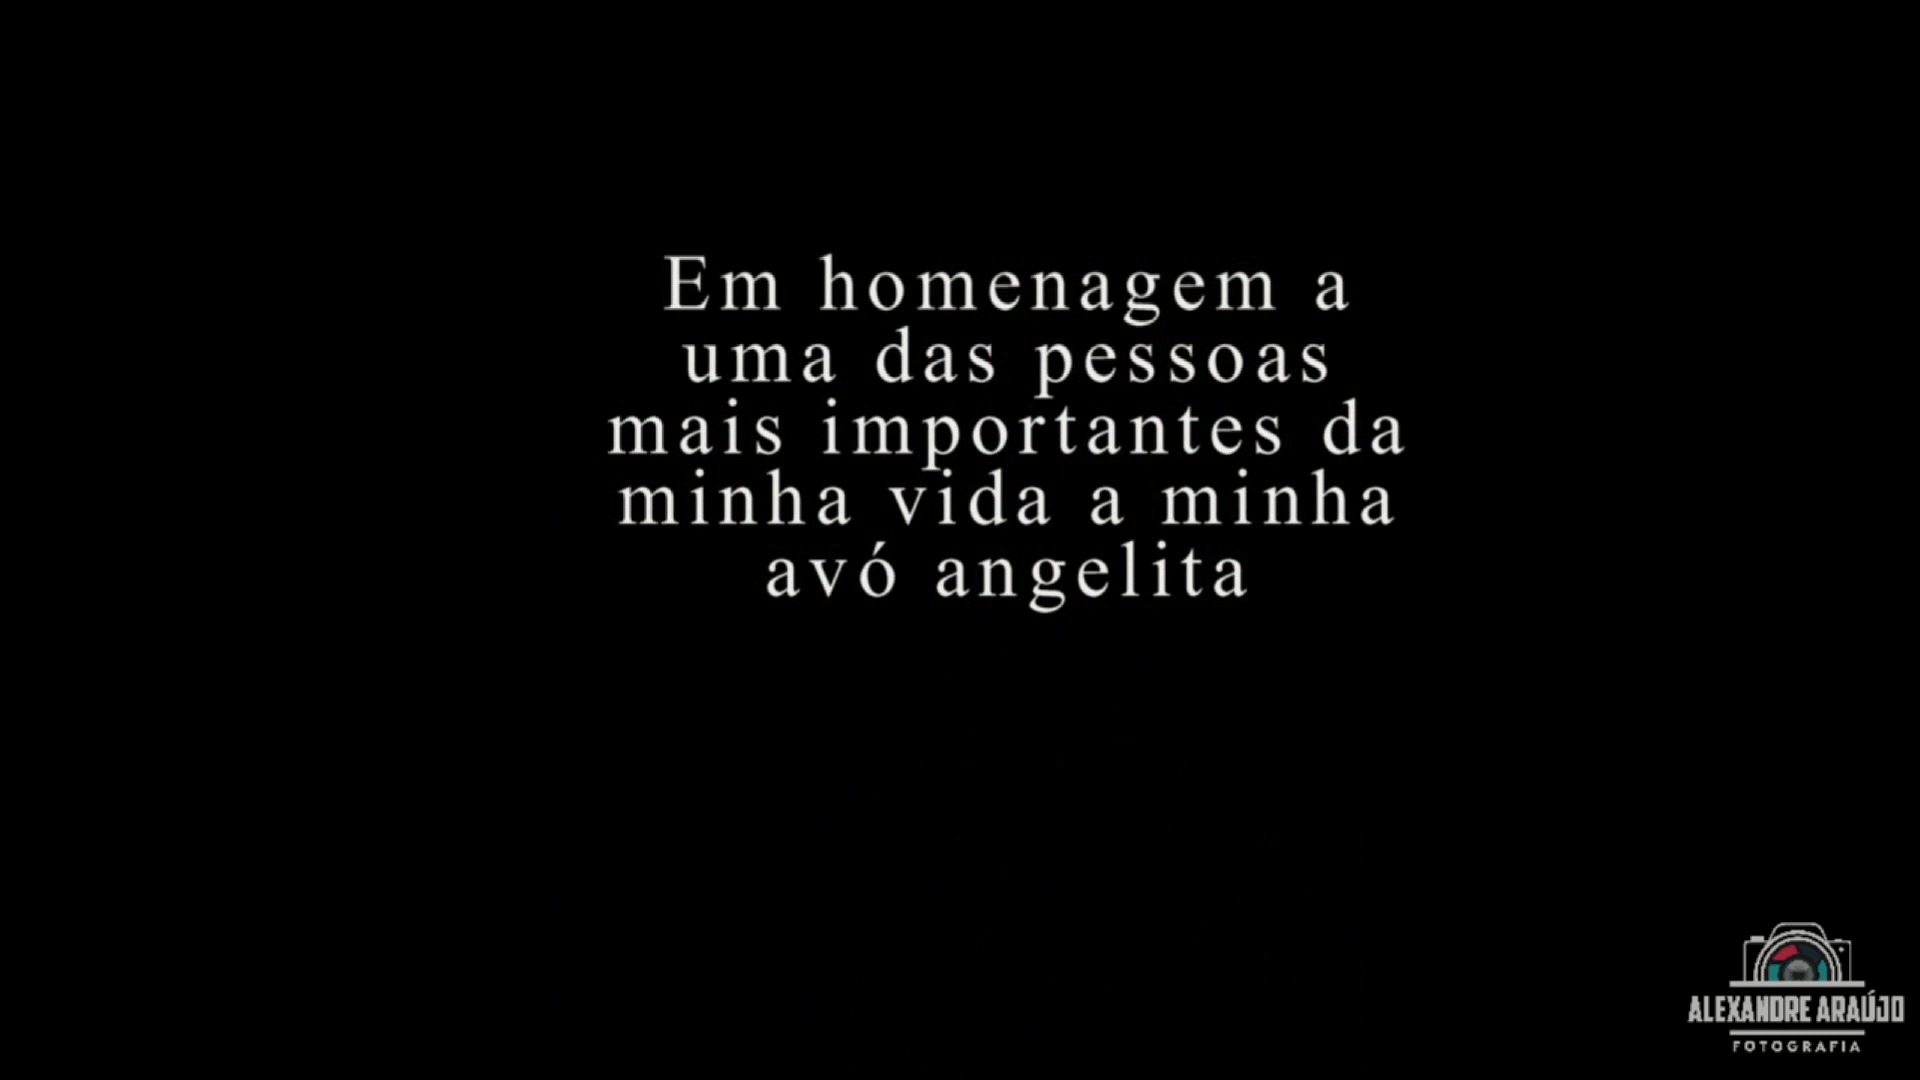 Em homenagem a
uma das pessoas
mais importantes da
minha vida a minha
avó angelita
ALEXANDRE ARAÚJO
FOTOGRAFIA